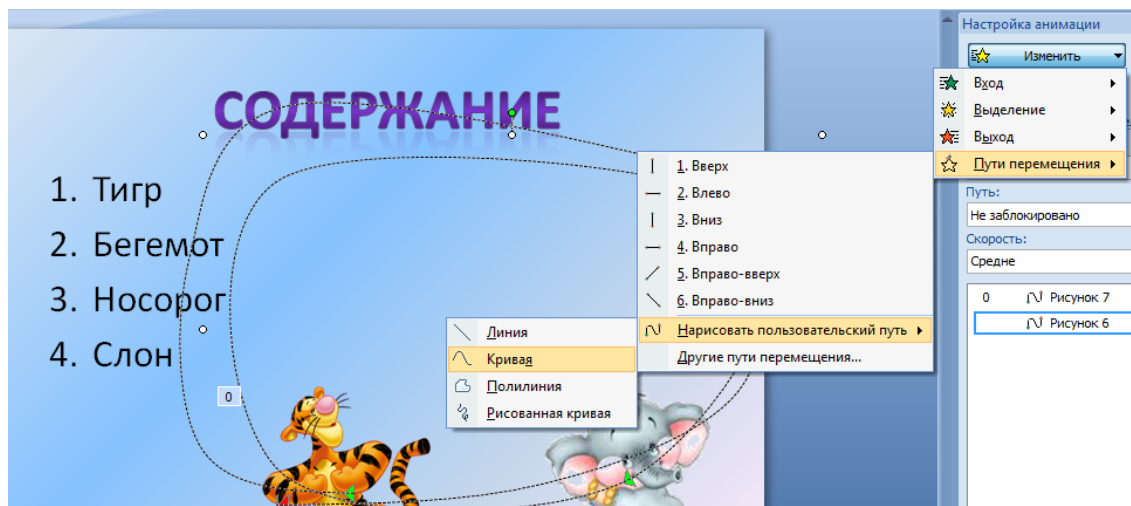 Настройка анимации
Изменить
СОДЕРЖАНИЕ
1. Тигр
2. Бегемот
3. Носорог
4. Слон
0
Вход
Выделение
Выход
Пути перемещения
1. Вверх
2. Влево
3. Вниз
4. Вправо
5. Вправо-вверх
6. Вправо-вниз
Нарисовать пользовательский путь
Другие пути перемещения...
Линия
Кривая
Полилиния
Рисованная кривая
Путь:
Не заблокировано
Скорость:
Средне
0 Рисунок 7
Рисунок 6